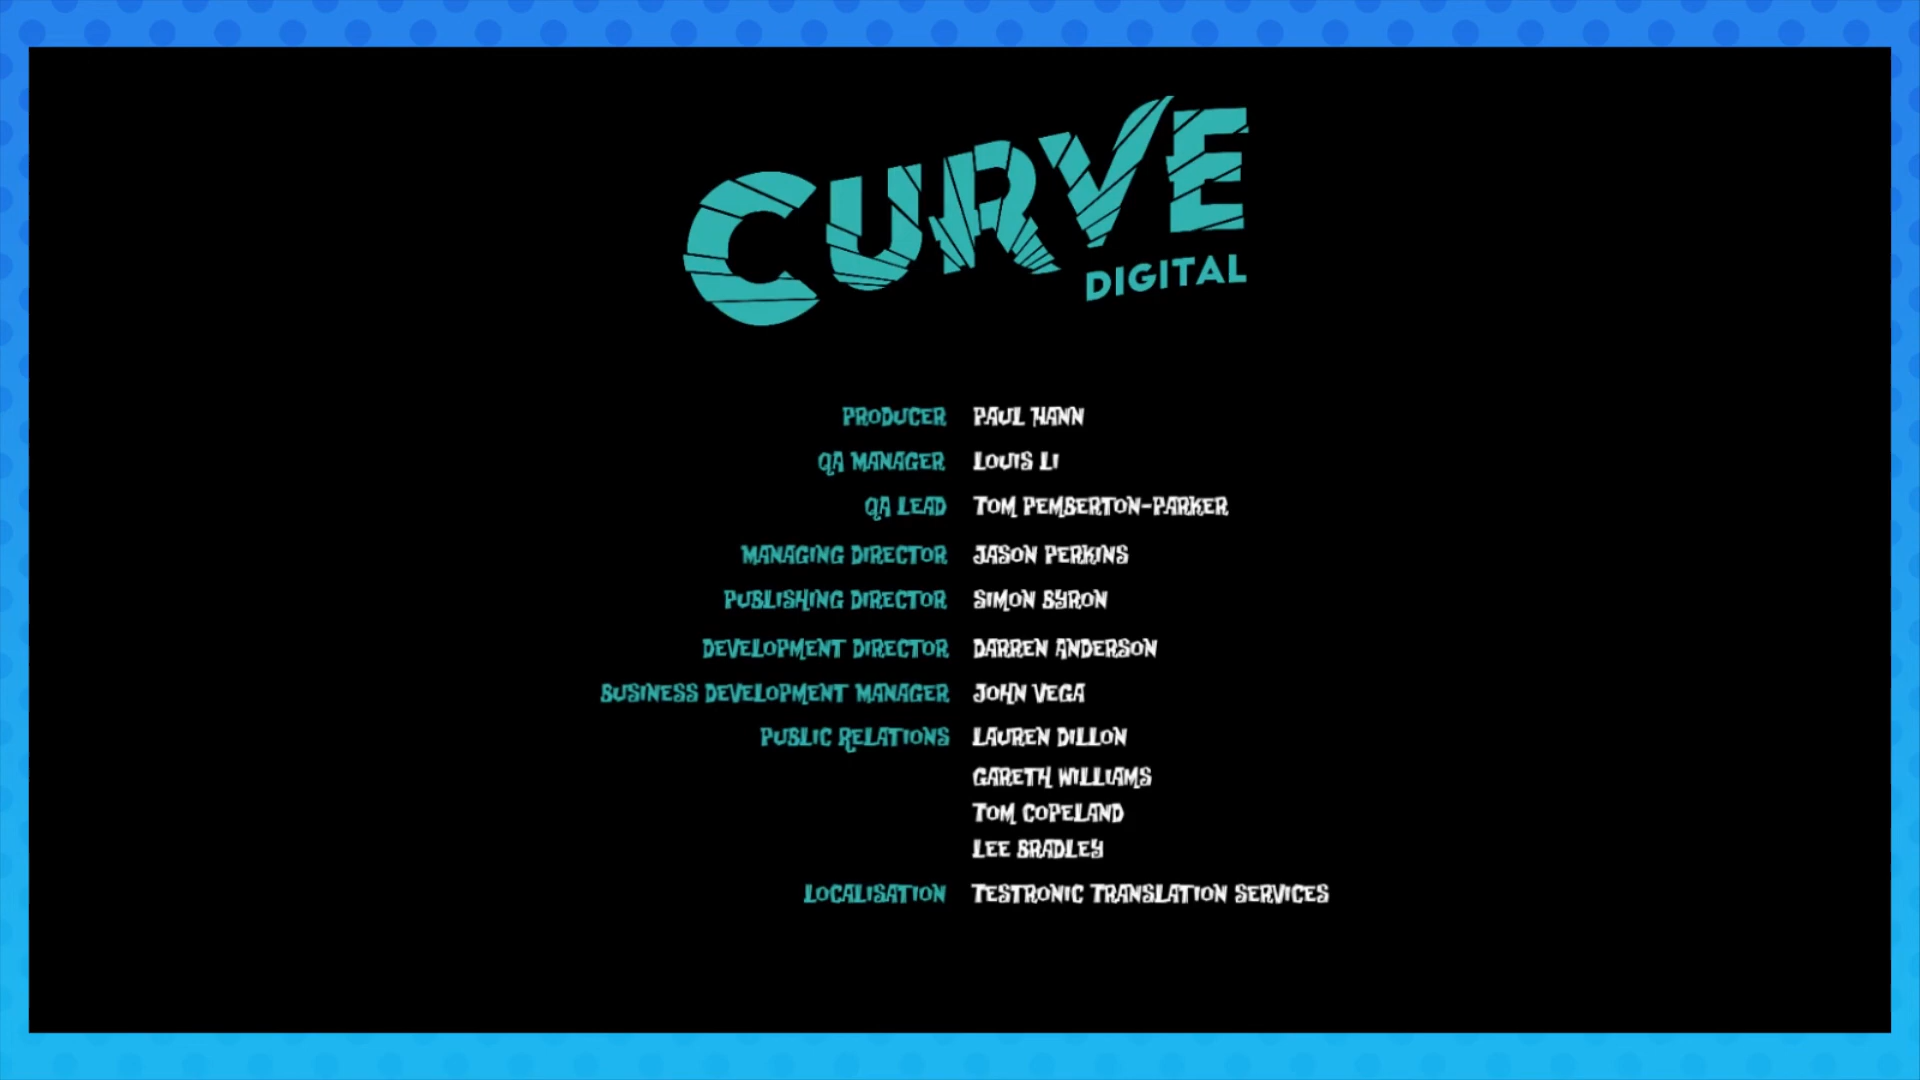 CURVE
DIGITAL
PRODUCER PAUL HANN
QA MANAGER LOUIS LI
QA LEAD TOM PEMBERTON-PARKER
MANAGING DIRECTOR JASON PERKINS
PUBLISHING DIRECTOR SIMON BYRON
DEVELOPMENT DIRECTOR DARREN ANDERSON
BUSINESS DEVELOPMENT MANAGER JOHN VEGA
PUBLIC RELATIONS LAUREN DILLON
GARETH WILLIAMS
TOM COPELAND
LEE BRADLEY
LOCALISATION TESTRONIC TRANSLATION SERVICES